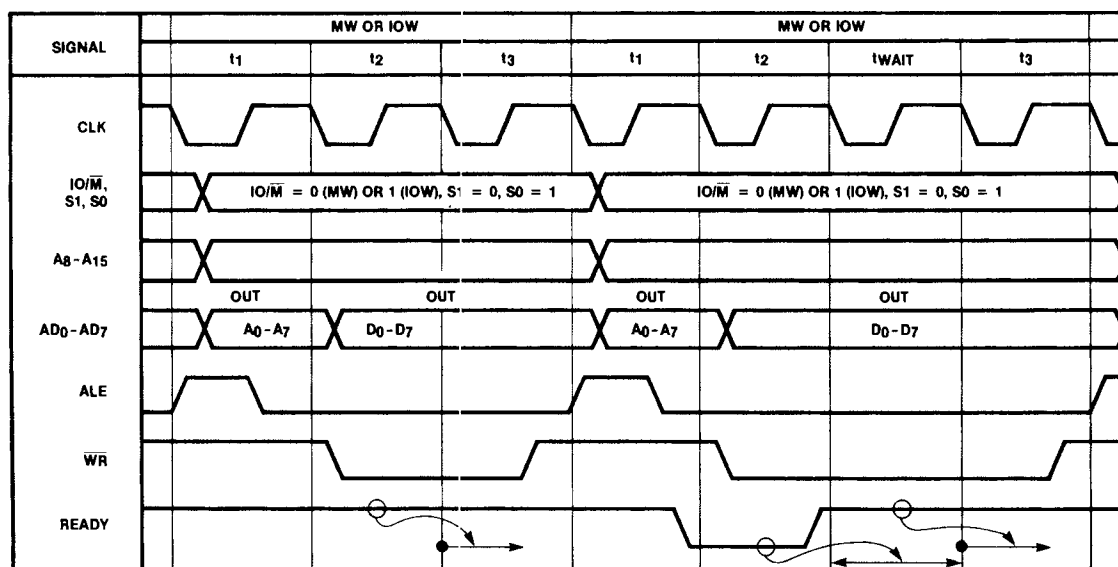 SIGNAL
MW OR IOW MW OR IOW
t1 t2 t3 t1 t2 tWAIT t3
CLK
IO/M̅,
S1, S0
IO/M̅ = 0 (MW) OR 1 (IOW), S1 = 0, S0 = 1 IO/M̅ = 0 (MW) OR 1 (IOW), S1 = 0, S0 = 1
A8-A15
OUT OUT OUT OUT
AD0-AD7 A0-A7 D0-D7 A0-A7 D0-D7
ALE
W̅R̅
READY